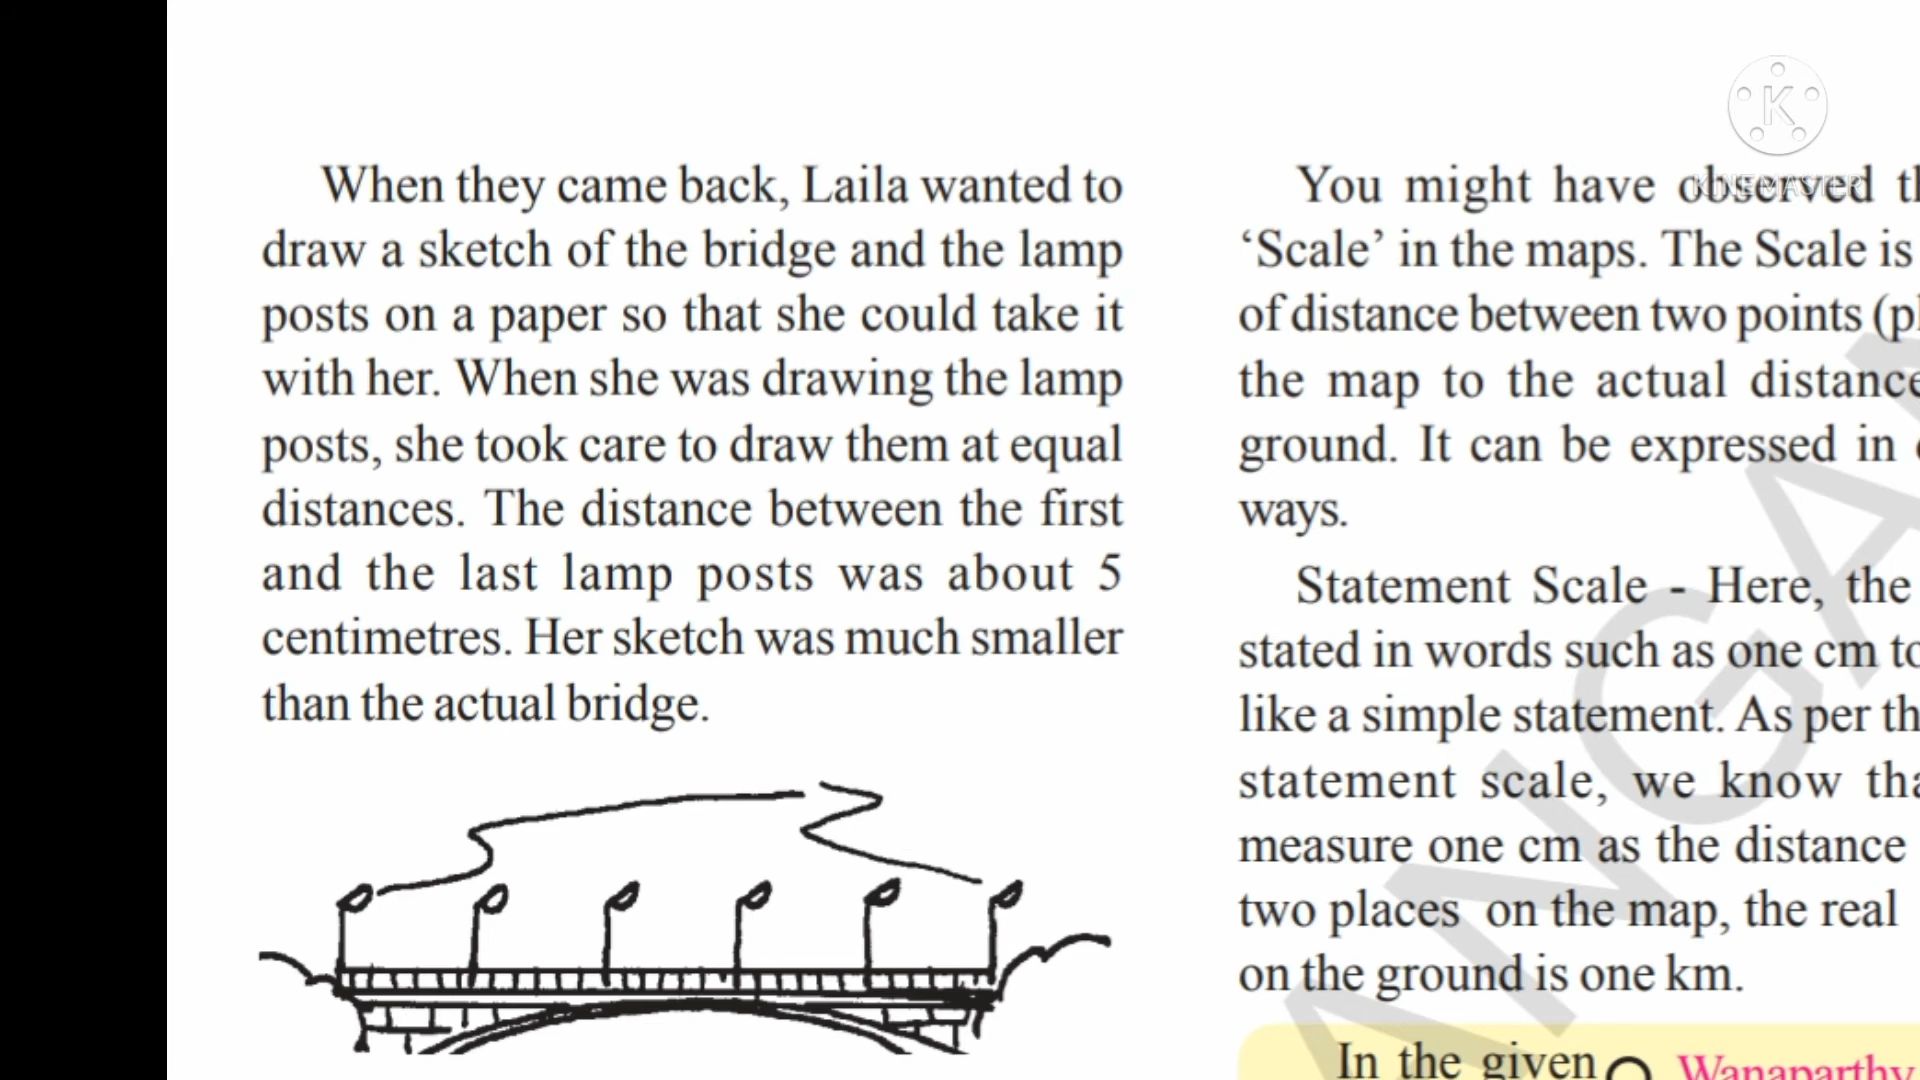 When they came back, Laila wanted to
draw a sketch of the bridge and the lamp
posts on a paper so that she could take it
with her. When she was drawing the lamp
posts, she took care to draw them at equal
distances. The distance between the first
and the last lamp posts was about 5
centimetres. Her sketch was much smaller
than the actual bridge.
You might have observed
‘Scale’ in the maps. The Scale is
of distance between two points
the map to the actual distance
ground. It can be expressed in
ways.
Statement Scale - Here, the
stated in words such as one cm to
like a simple statement. As per
statement scale, we know
measure one cm as the distance
two places on the map, the real
on the ground is one km.
In the given
Wanaparthy
K
KINEMASTER